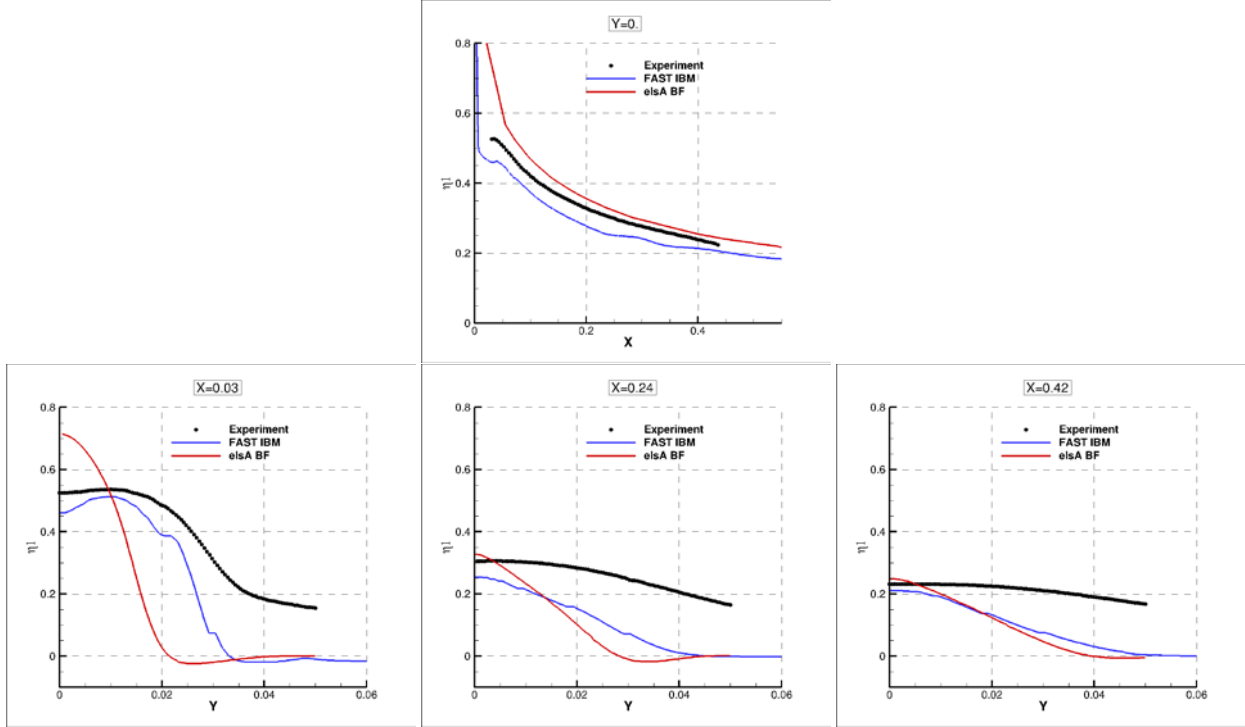 Y=0.
0.8
Experiment
FAST IBM
elsA BF
0.6
η1
0.4
0.2
0
0 0.2 0.4
X
X=0.03
0.8
Experiment
FAST IBM
elsA BF
0.6
0.4
η1
0.2
0
0 0.02 0.04 0.06
Y
X=0.24
0.8
Experiment
FAST IBM
elsA BF
0.6
0.4
η1
0.2
0
0 0.02 0.04 0.06
Y
X=0.42
0.8
Experiment
FAST IBM
elsA BF
0.6
0.4
η1
0.2
0
0 0.02 0.04 0.06
Y